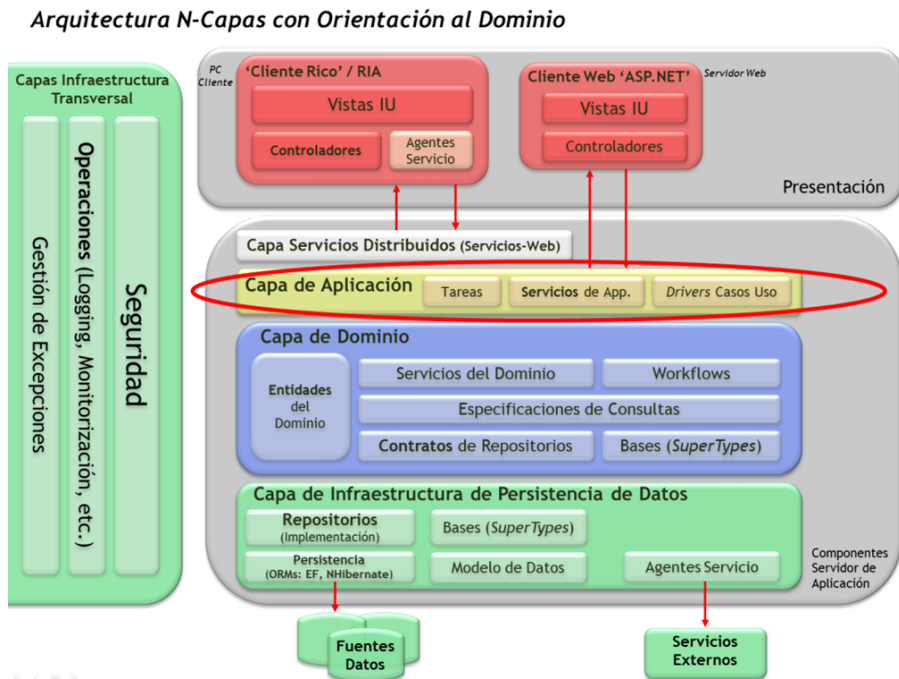 Arquitectura N-Capas con Orientación al Dominio
Capas Infraestructura
Transversal
Gestión de Excepciones
Operaciones (Logging, Monitorización, etc.)
Seguridad
PC
Cliente
'Cliente Rico' / RIA
Vistas IU
Controladores
Agentes
Servicio
Cliente Web 'ASP.NET'
Servidor Web
Vistas IU
Controladores
Presentación
Capa Servicios Distribuidos (Servicios-Web)
Capa de Aplicación
Tareas
Servicios de App.
Drivers Casos Uso
Capa de Dominio
Entidades
del
Dominio
Servicios del Dominio
Workflows
Especificaciones de Consultas
Contratos de Repositorios
Bases (SuperTypes)
Capa de Infraestructura de Persistencia de Datos
Repositorios
(Implementación)
Bases (SuperTypes)
Persistencia
(ORMs: EF, NHibernate)
Modelo de Datos
Agentes Servicio
Componentes
Servidor de
Aplicación
Fuentes
Datos
Servicios
Externos